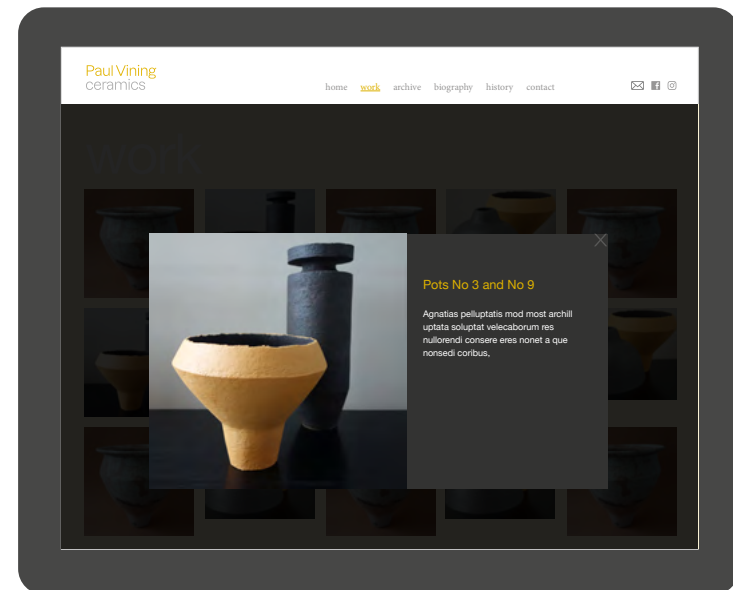 Paul Vining
ceramics
home work archive biography history contact
work
X
Pots No 3 and No 9
Agnatias pelluptatis mod most archill
uptata soluptat velecaborum res
nullorendi consere eres nonet a que
nonsedi coribus,